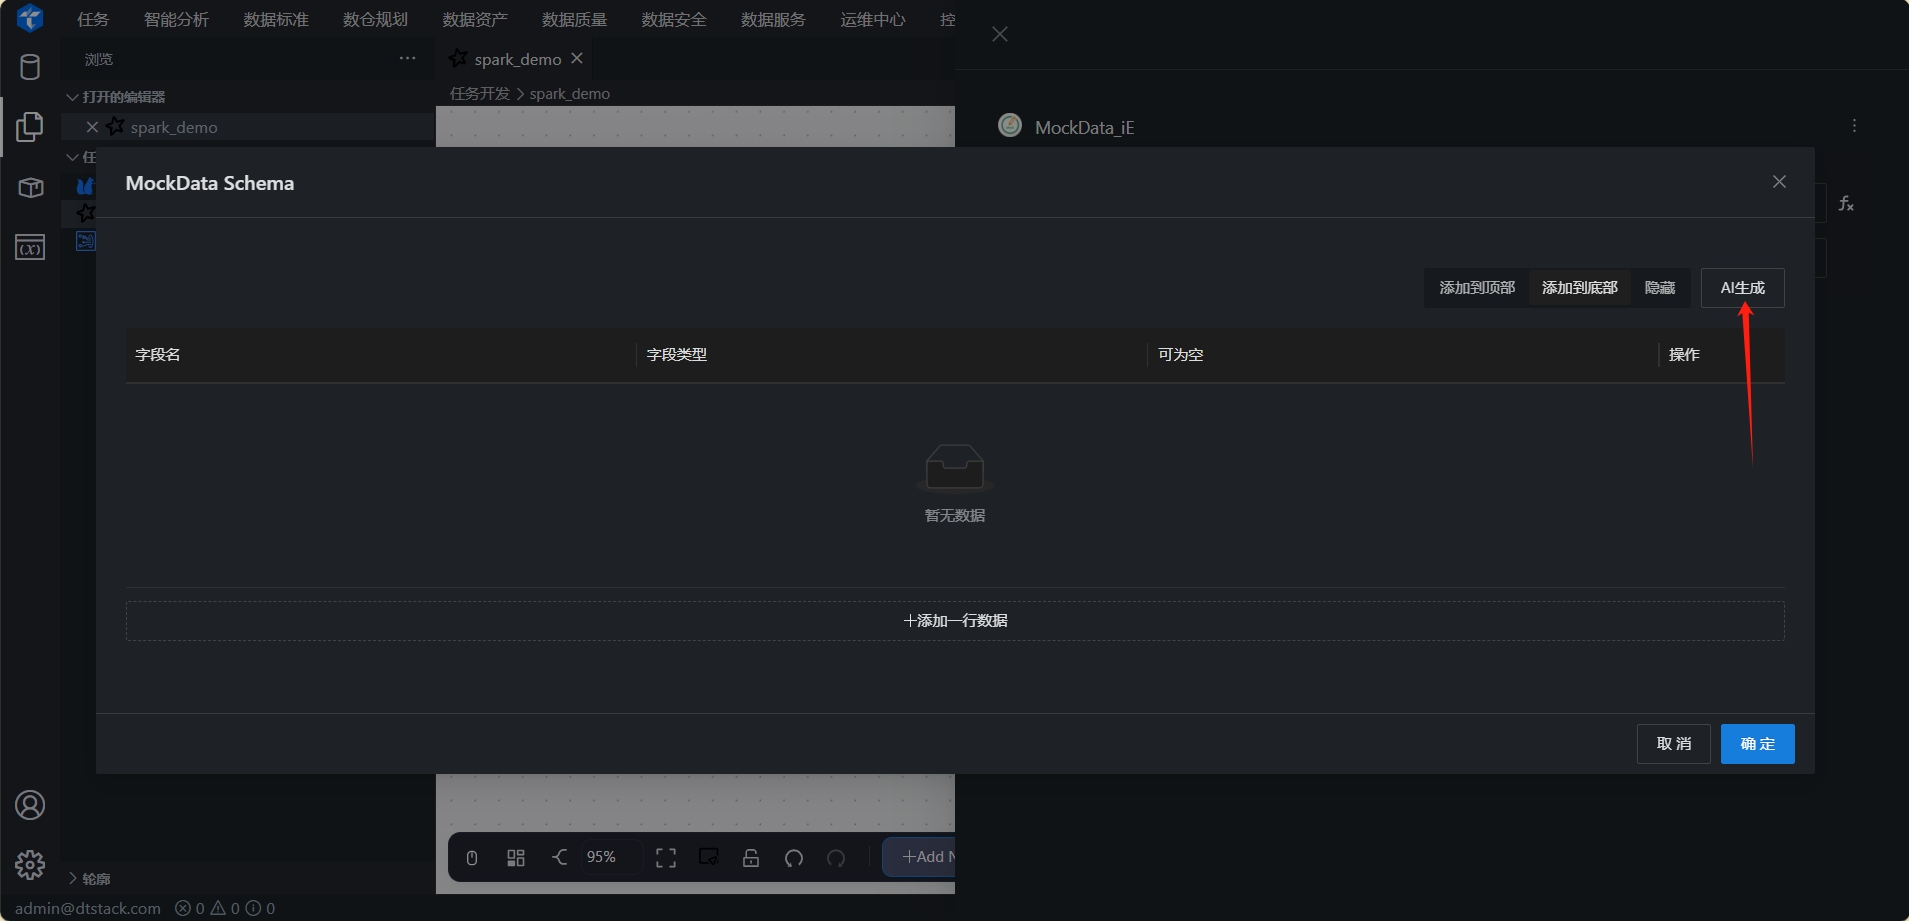 任务 智能分析 数据标准 数仓规划 数据资产 数据质量 数据安全 数据服务 运维中心 控
浏览
spark_demo
任务开发 spark_demo
打开的编辑器
spark_demo
任
MockData_iE
MockData Schema
添加到顶部 添加到底部 隐藏 AI生成
字段名 字段类型 可为空 操作
暂无数据
+添加一行数据
取 消 确 定
95% +Add N
轮廓
admin@dtstack.com 0 0 0